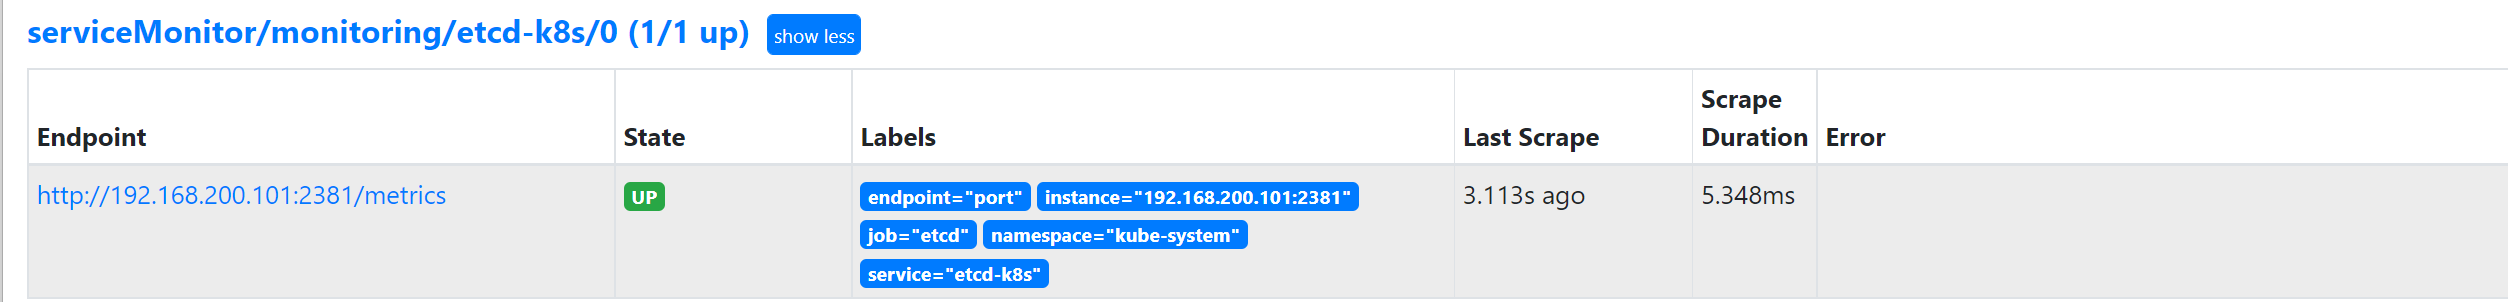 serviceMonitor/monitoring/etcd-k8s/0 (1/1 up) show less
Endpoint State Labels Last Scrape Scrape Duration Error
http://192.168.200.101:2381/metrics UP endpoint="port" instance="192.168.200.101:2381" 3.113s ago 5.348ms
job="etcd" namespace="kube-system"
service="etcd-k8s"